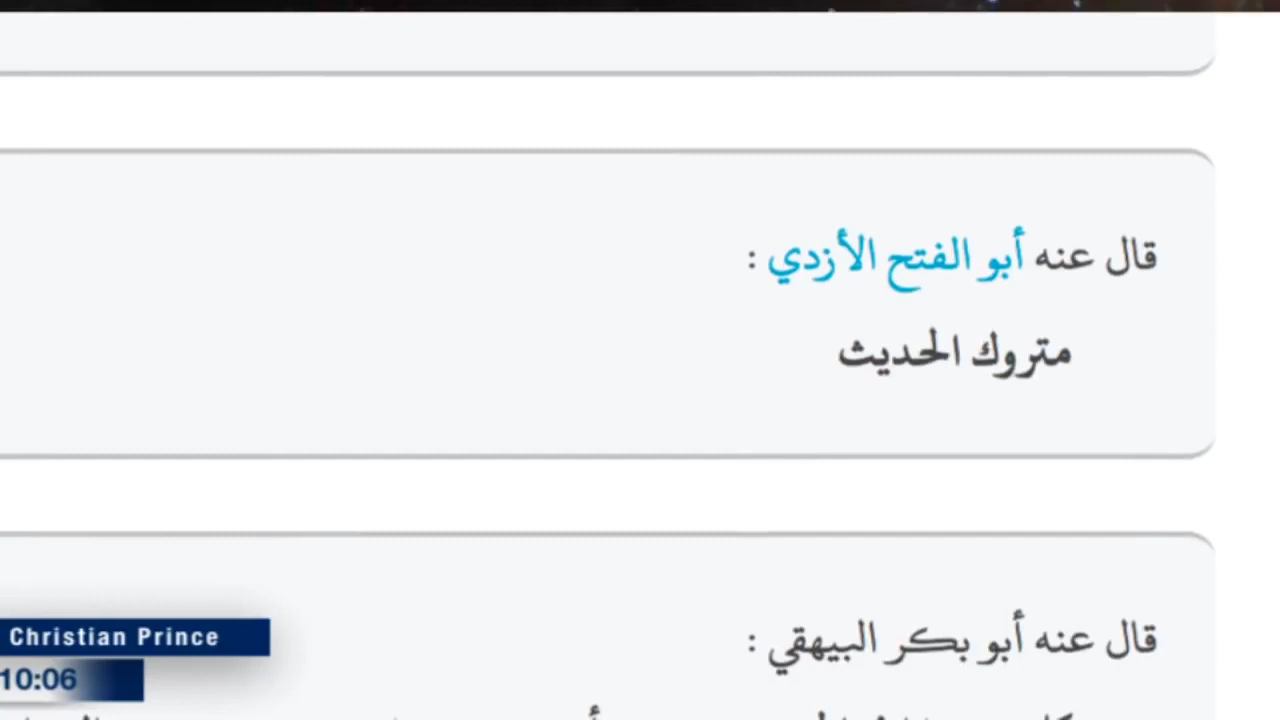 قال عنه أبو الفتح الأزدي :
متروك الحديث
قال عنه أبو بكر البيهقي :
Christian Prince
10:06